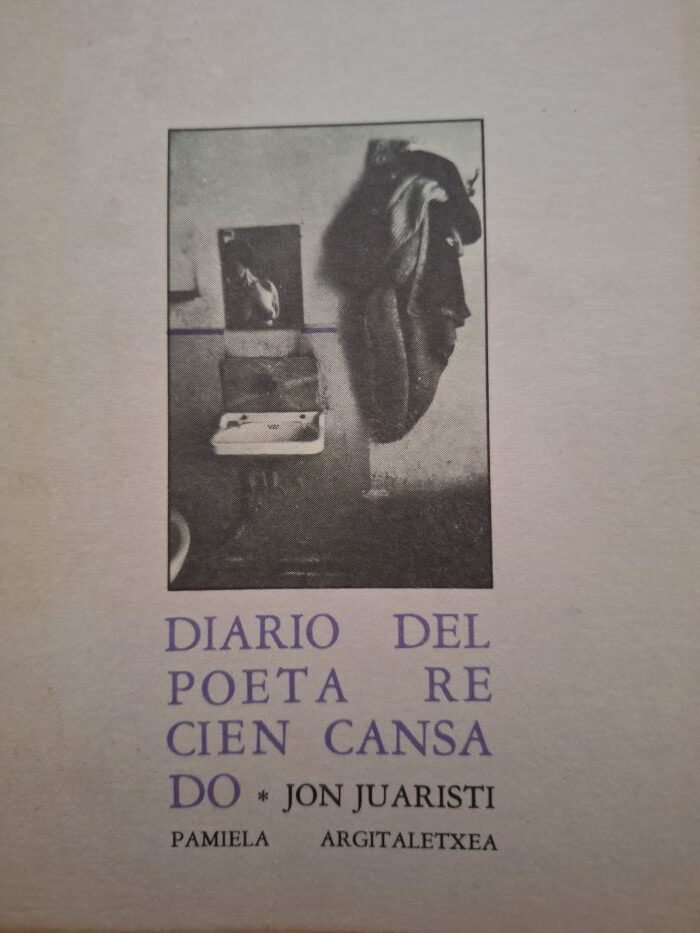 DIARIO DEL
POETA RE
CIEN CANSA
DO * JON JUARISTI
PAMIELA ARGITALETXEA